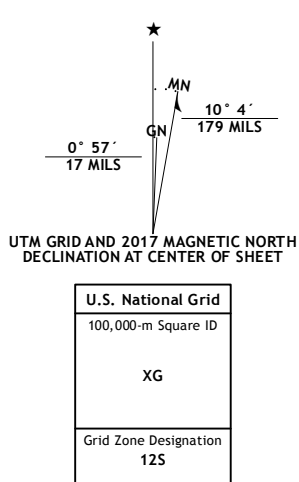 ★
MN
GN
10° 4´
179 MILS
0° 57´
17 MILS
UTM GRID AND 2017 MAGNETIC NORTH
DECLINATION AT CENTER OF SHEET
U.S. National Grid
100,000-m Square ID
XG
Grid Zone Designation
12S